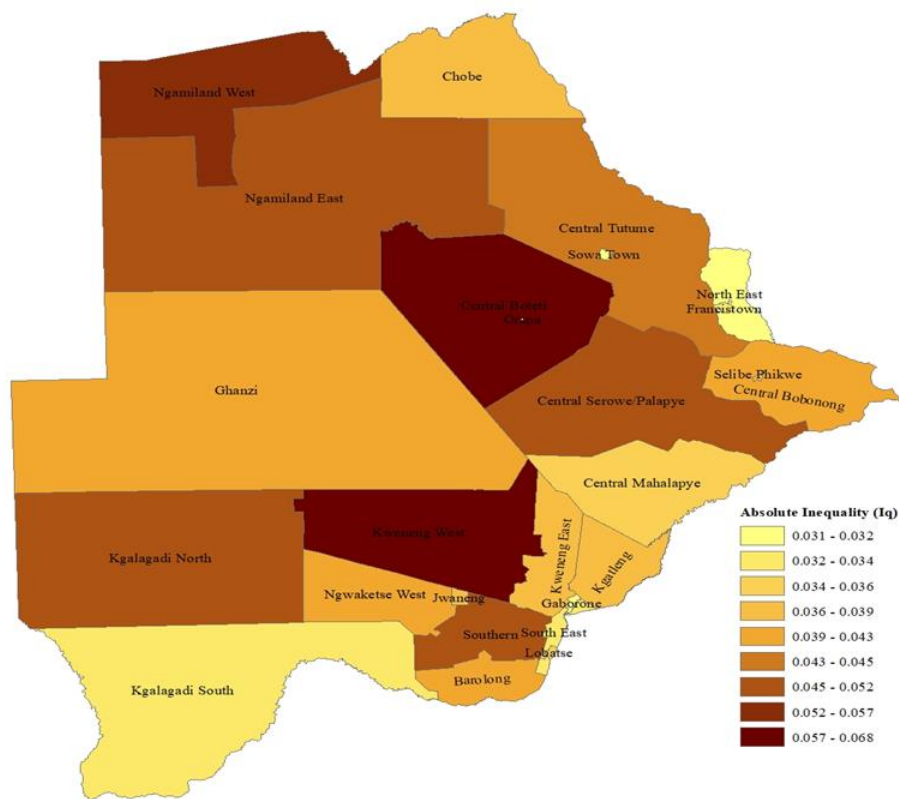 Chobe
Ngamiland West
Ngamiland East
Central Tutume
Sowa Town
North East
Francistown
Central Boteti
Orapa
Ghanzi
Selibe Phikwe
Central Bobonong
Central Serowe/Palapye
Central Mahalapye
Kweneng West
Kweneng East
Kgatleng
Kgalagadi North
Ngwaketse West
Jwaneng
Gaborone
Southern
South East
Lobatse
Barolong
Kgalagadi South
Absolute Inequality (Iq)
0.031 - 0.032
0.032 - 0.034
0.034 - 0.036
0.036 - 0.039
0.039 - 0.043
0.043 - 0.045
0.045 - 0.052
0.052 - 0.057
0.057 - 0.068